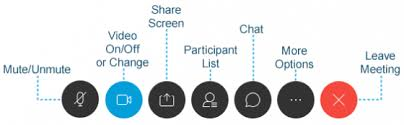 Mute/Unmute
Video
On/Off
or Change
Share
Screen
Participant
List
Chat
More
Options
Leave
Meeting